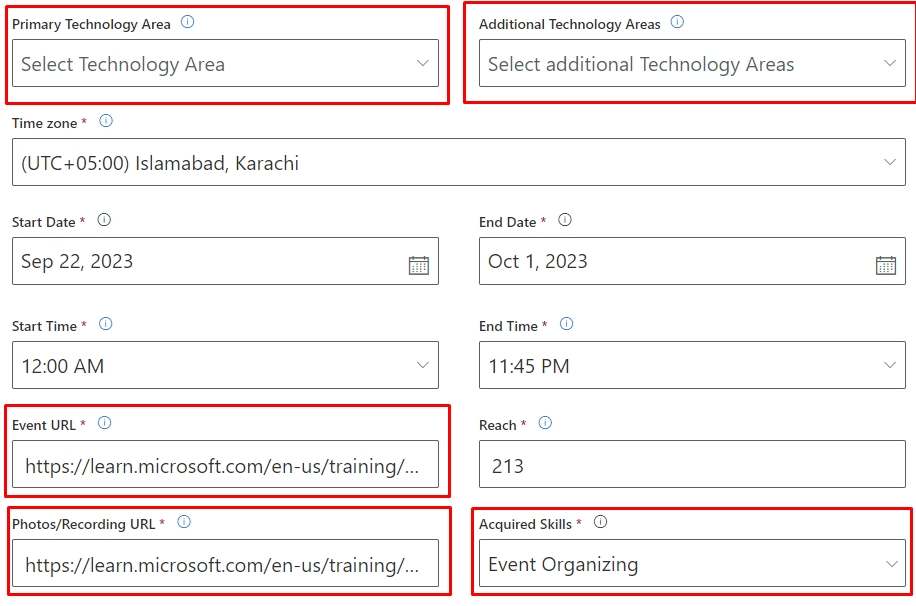 Primary Technology Area
Additional Technology Areas
Select Technology Area
Select additional Technology Areas
Time zone *
(UTC+05:00) Islamabad, Karachi
Start Date *
End Date *
Sep 22, 2023
Oct 1, 2023
Start Time *
End Time *
12:00 AM
11:45 PM
Event URL *
Reach *
https://learn.microsoft.com/en-us/training/...
213
Photos/Recording URL *
Acquired Skills *
https://learn.microsoft.com/en-us/training/...
Event Organizing